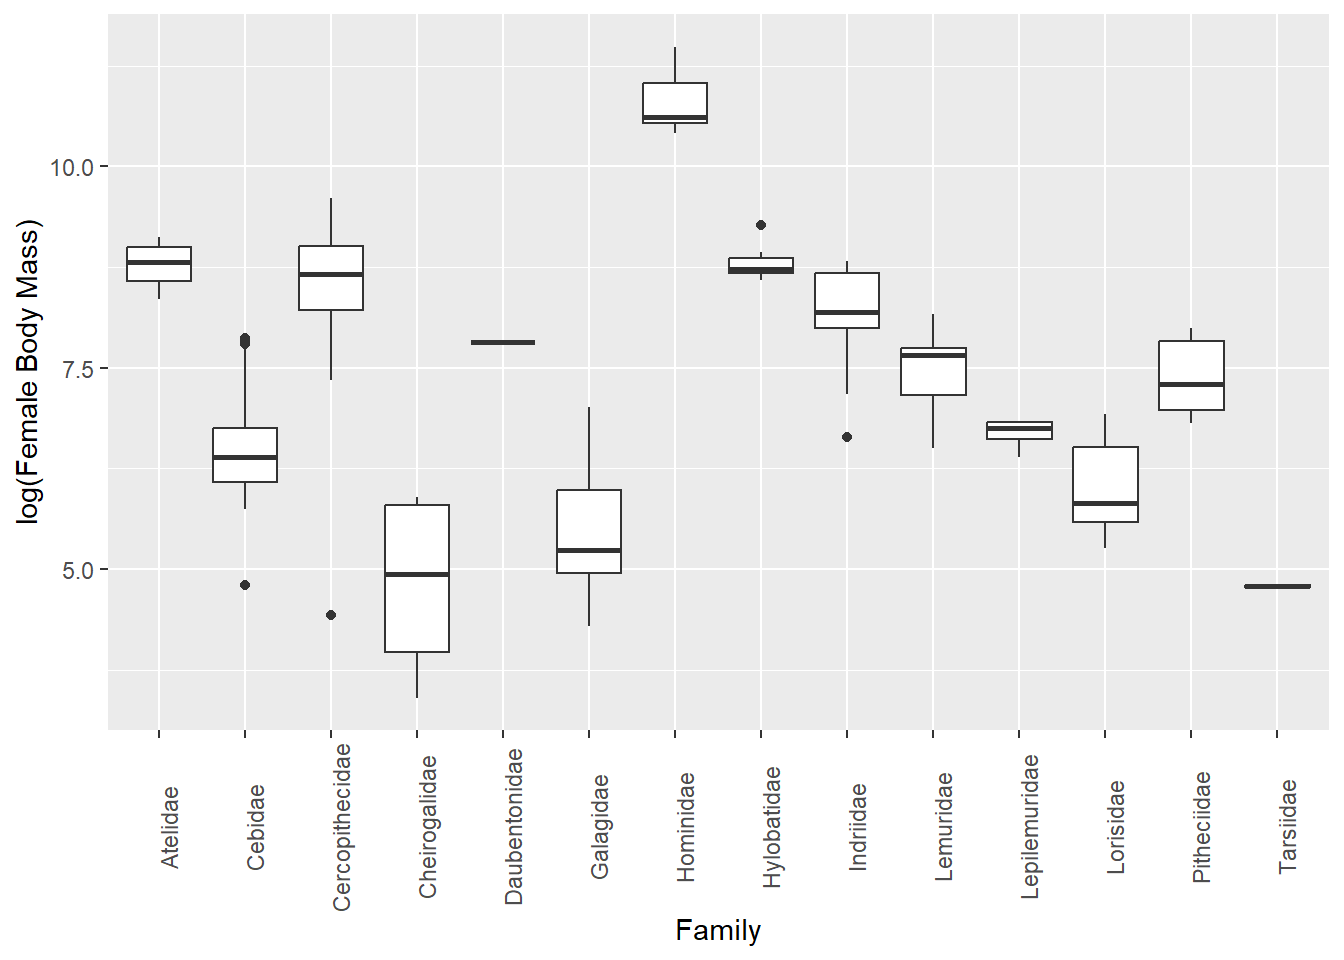 log(Female Body Mass)
10.0
7.5
5.0
Atelidae
Cebidae
Cercopithecidae
Cheirogalidae
Daubentonidae
Galagidae
Hominidae
Hylobatidae
Indriidae
Lemuridae
Lepilemuridae
Lorisidae
Pitheciidae
Tarsiidae
Family